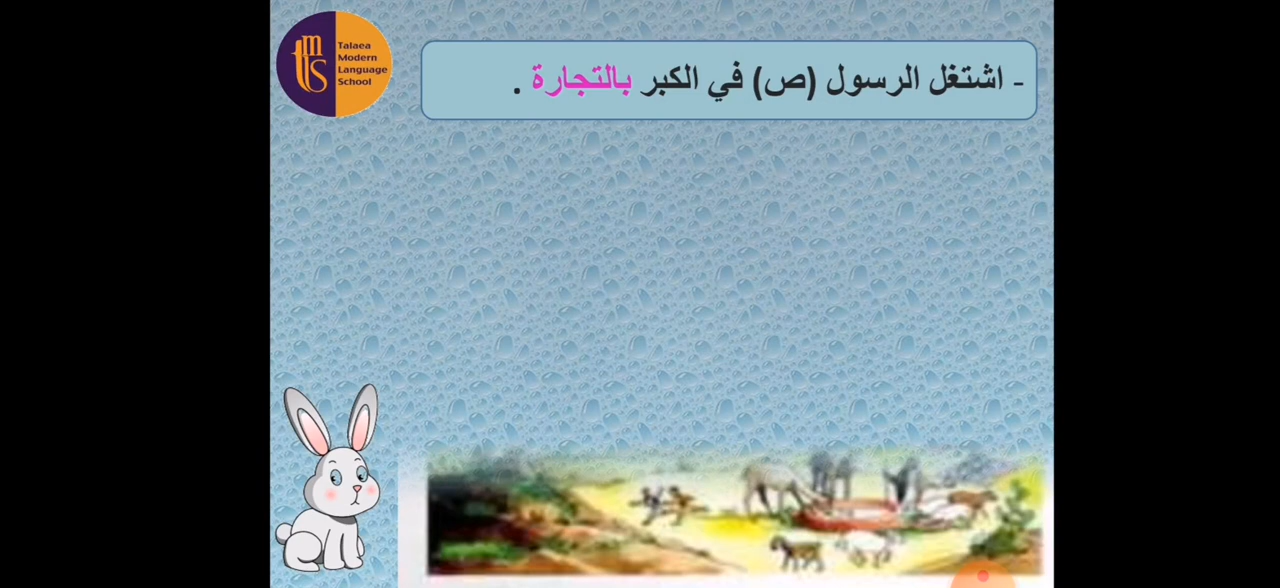 Talaea
Modern
Language
School
- اشتغل الرسول (ص) في الكبر بالتجارة .